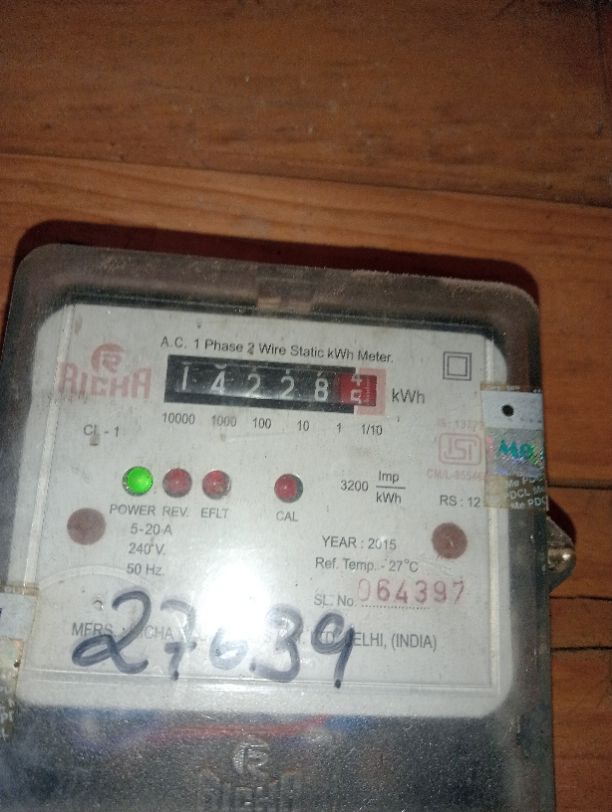 A.C. 1 Phase 2 Wire Static kWh Meter.
RICHA
14228
kWh
10000 1000 100 10 1 1/10
CL - 1
3200 Imp/kWh
RS : 12
POWER REV. EFLT CAL
5-20 A
240 V.
50 Hz.
YEAR : 2015
Ref. Temp. - 27°C
SL. No. 064397
DELHI, (INDIA)
27639
RICHA